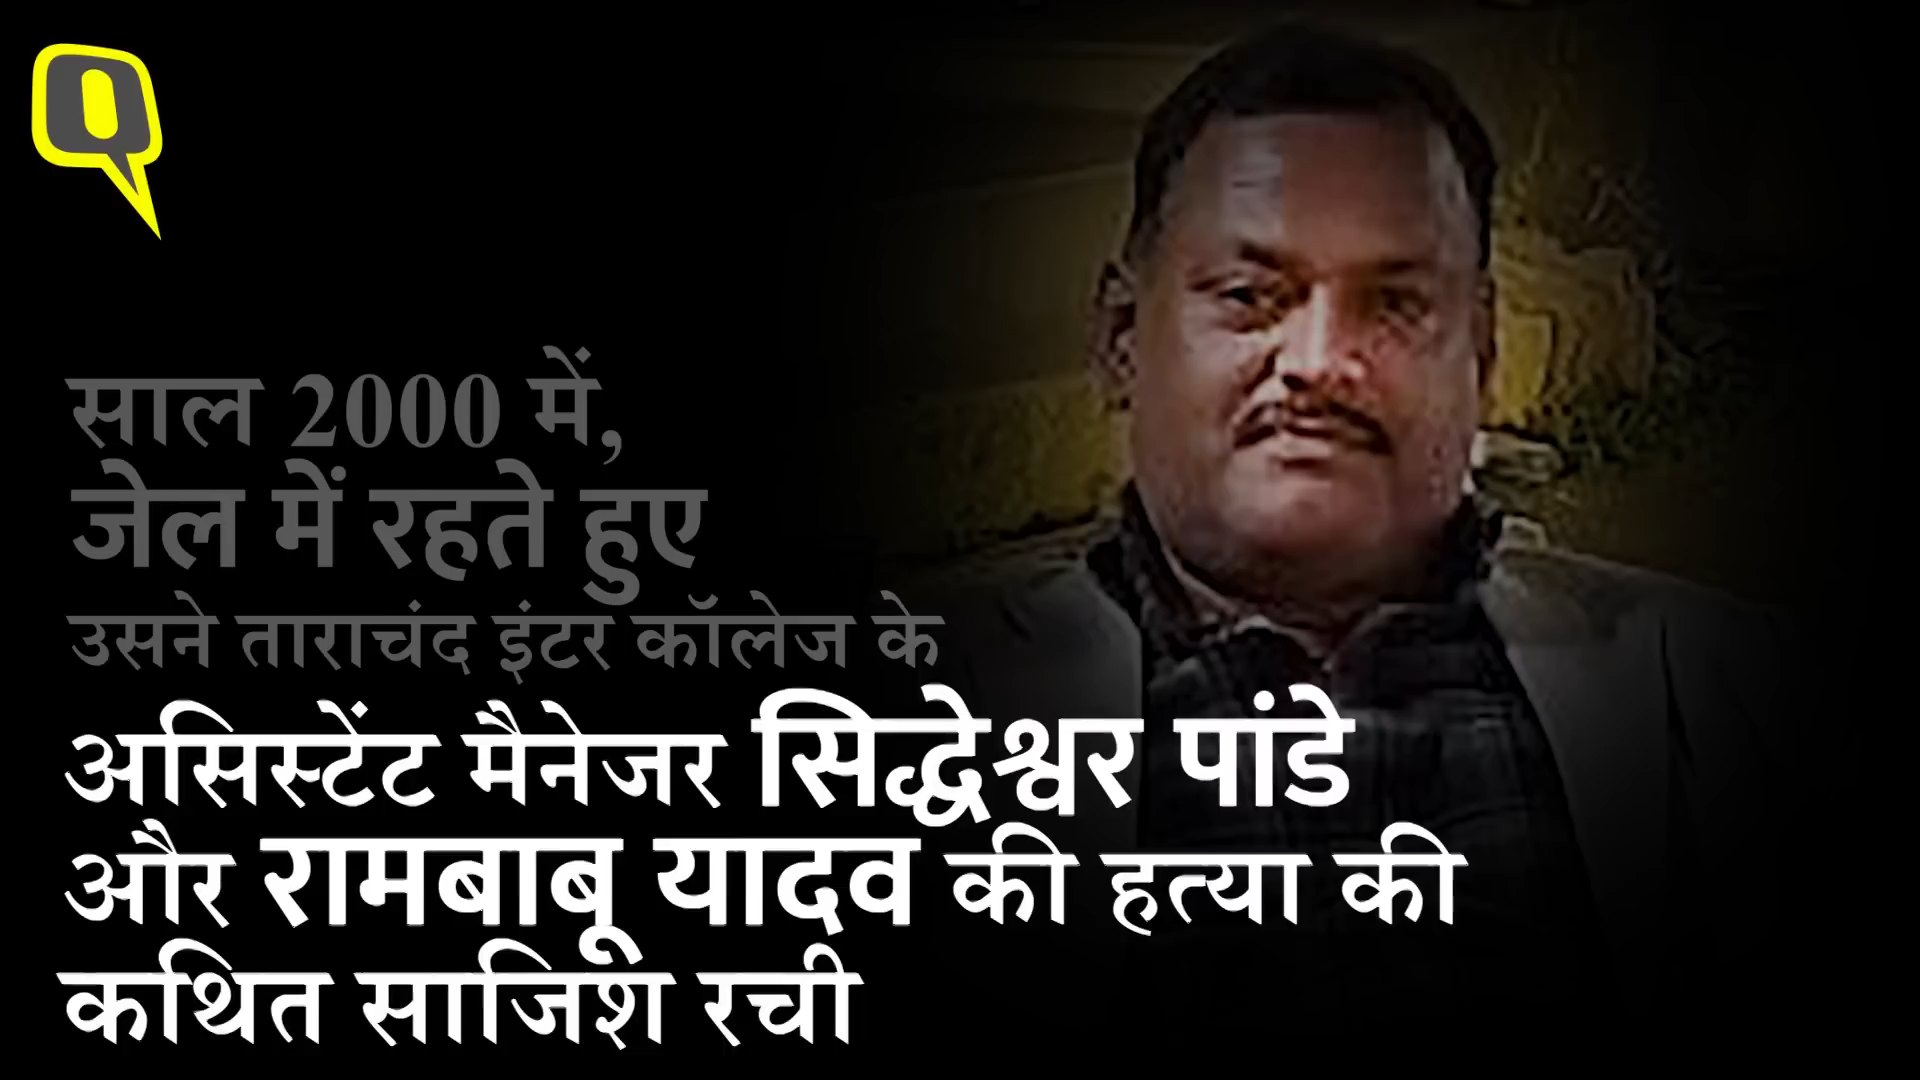 साल 2000 में,
जेल में रहते हुए
उसने ताराचंद इंटर कॉलेज के
असिस्टेंट मैनेजर सिद्धेश्वर पांडे
और रामबाबू यादव की हत्या की
कथित साजिश रची